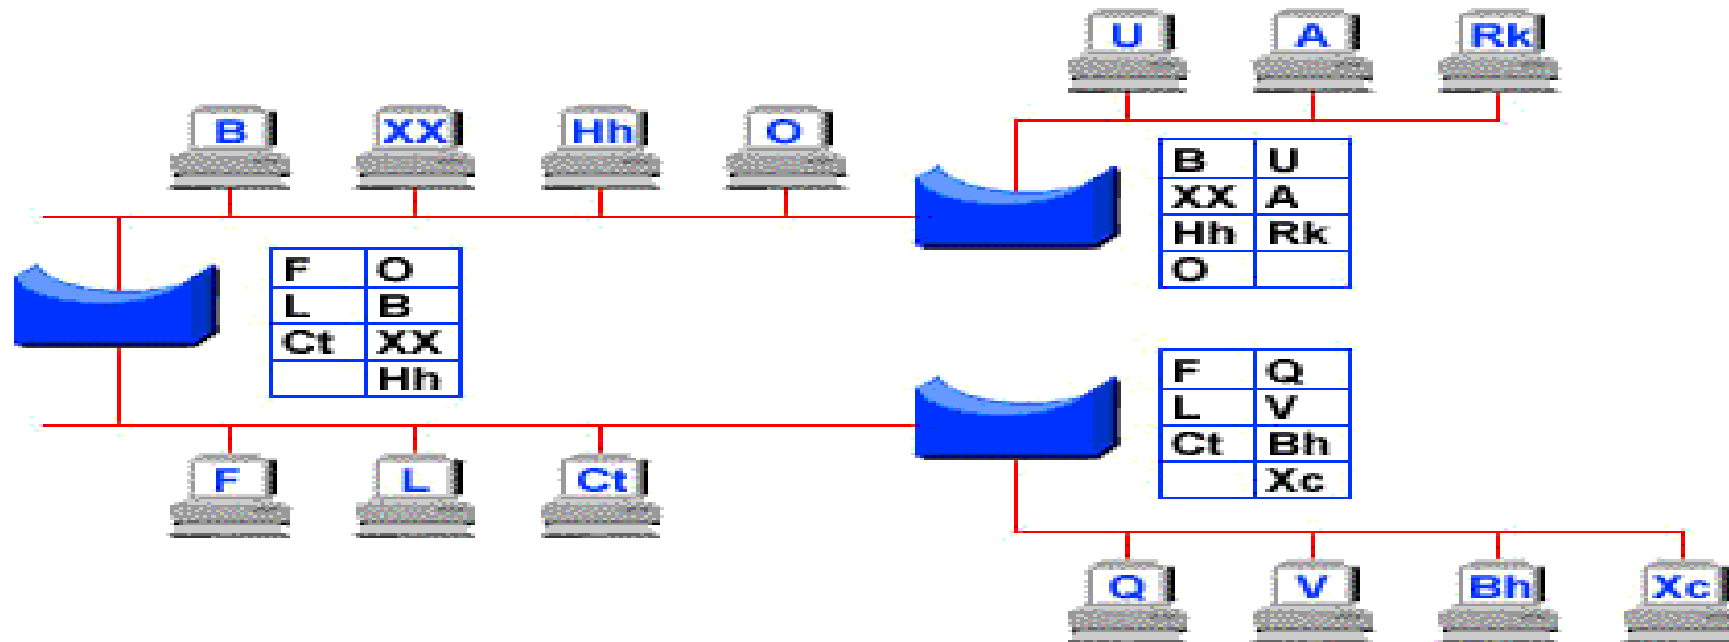 U A Rk
B XX Hh O
B U
XX A
Hh Rk
O
F O
L B
Ct XX
Hh
F Q
L V
Ct Bh
Xc
F L Ct
Q V Bh Xc